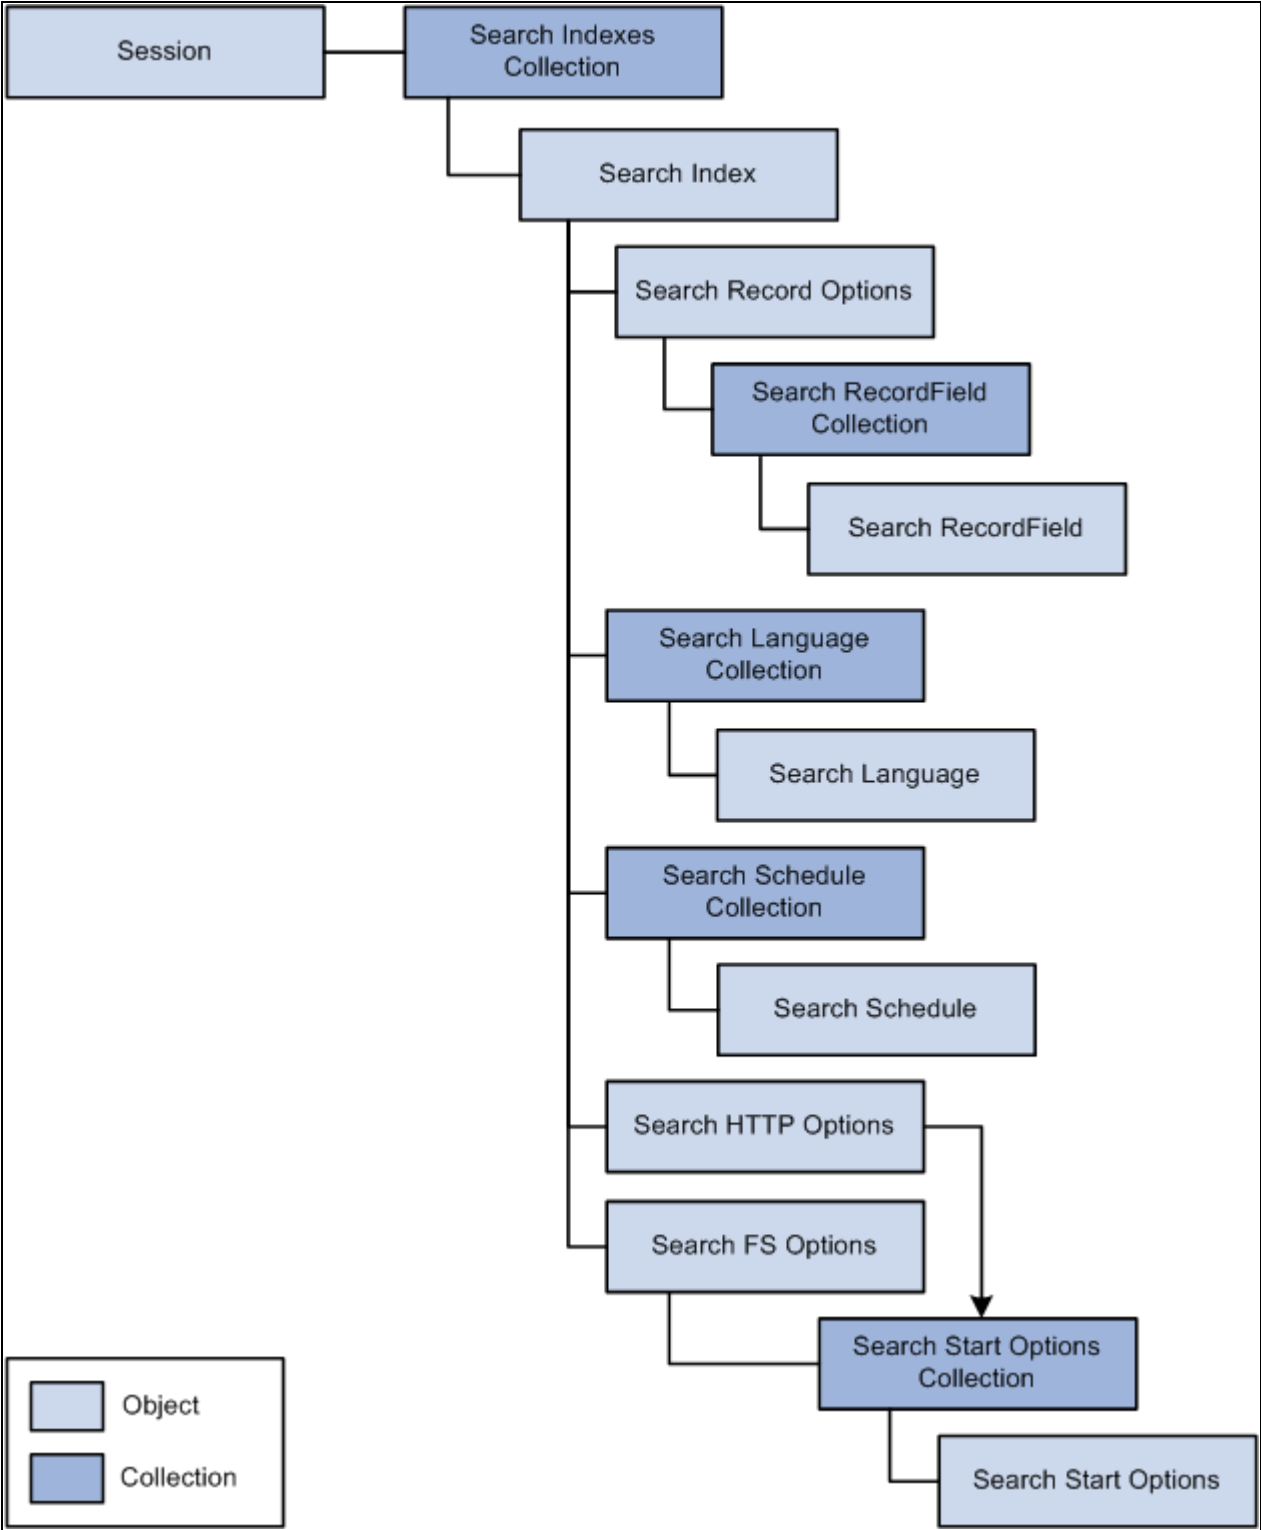 Session
Search Indexes
Collection
Search Index
Search Record Options
Search RecordField
Collection
Search RecordField
Search Language
Collection
Search Language
Search Schedule
Collection
Search Schedule
Search HTTP Options
Search FS Options
Search Start Options
Collection
Search Start Options
Object
Collection